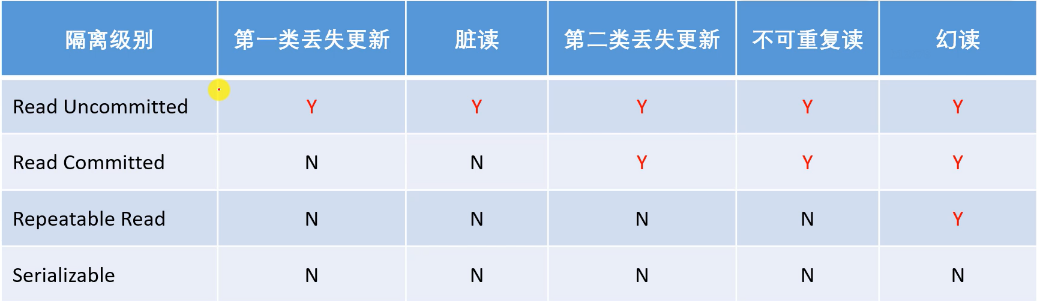 隔离级别 第一类丢失更新 脏读 第二类丢失更新 不可重复读 幻读
Read Uncommitted Y Y Y Y Y
Read Committed N N Y Y Y
Repeatable Read N N N N Y
Serializable N N N N N